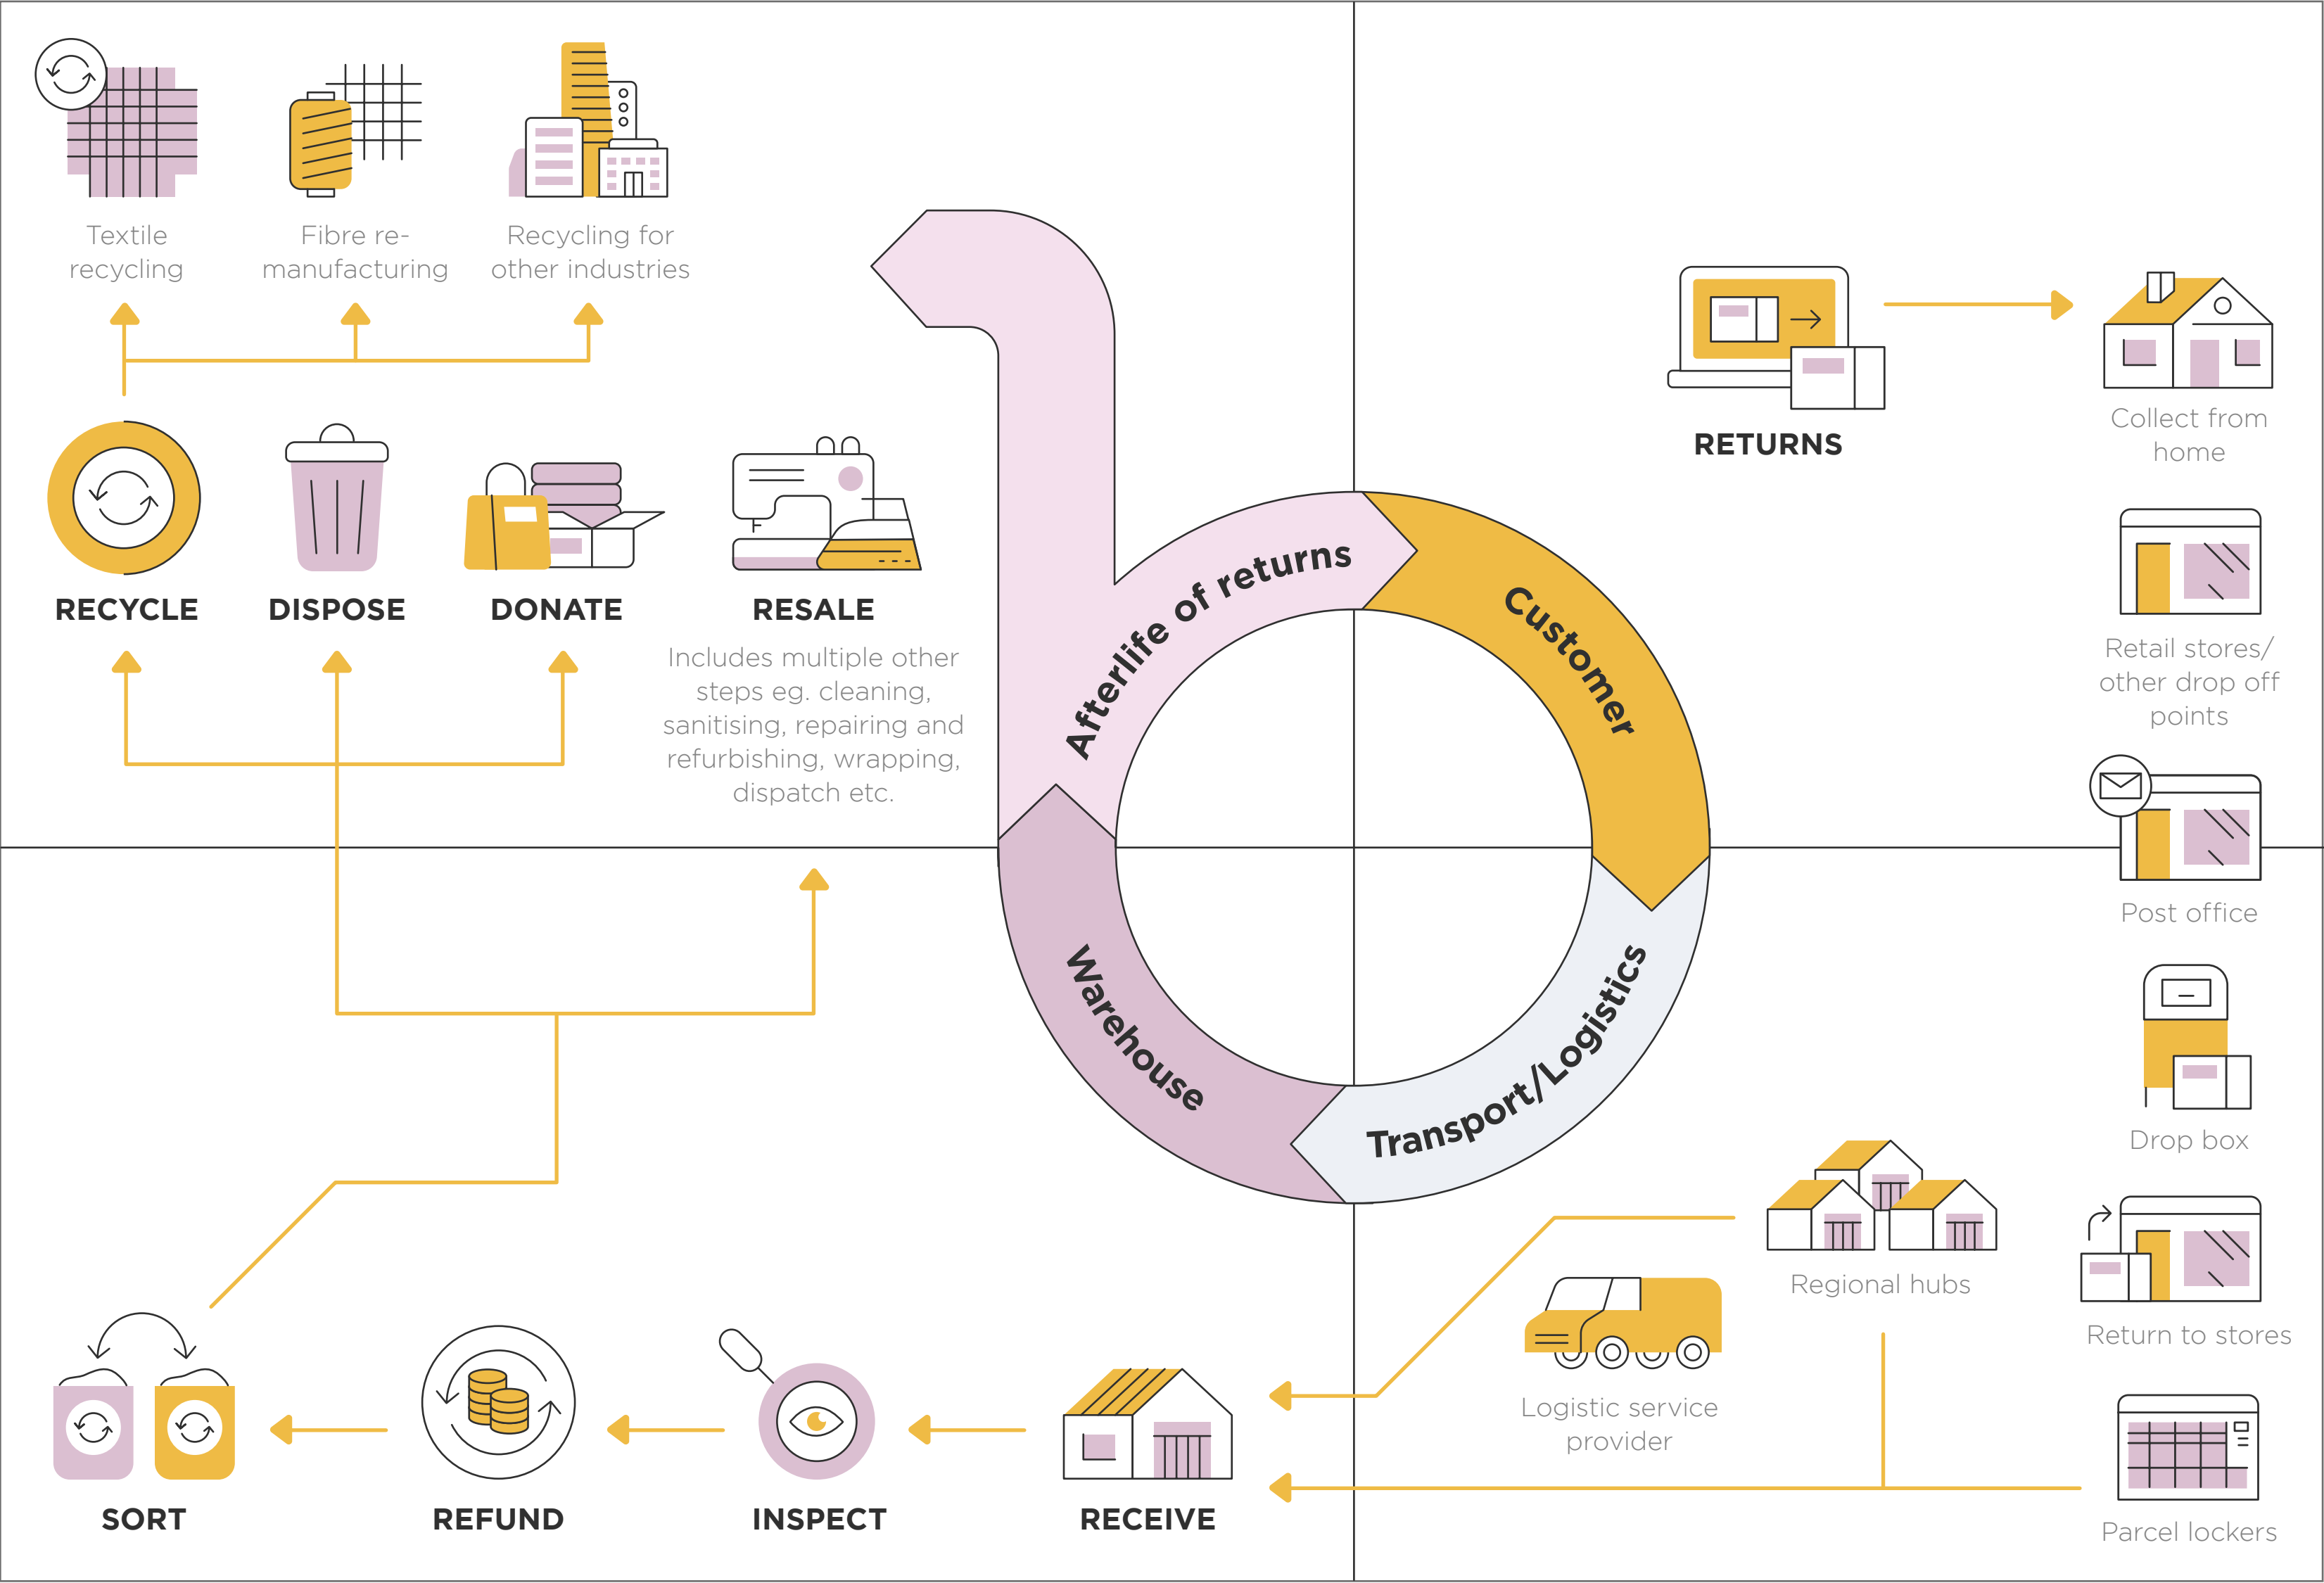 Textile
recycling
Fibre re-
manufacturing
Recycling for
other industries
RECYCLE
DISPOSE
DONATE
RESALE
Includes multiple other
steps eg. cleaning,
sanitising, repairing and
refurbishing, wrapping,
dispatch etc.
Afterlife of returns
Customer
Transport/Logistics
Warehouse
RETURNS
Collect from
home
Retail stores/
other drop off
points
Post office
Drop box
Regional hubs
Return to stores
Logistic service
provider
Parcel lockers
SORT
REFUND
INSPECT
RECEIVE